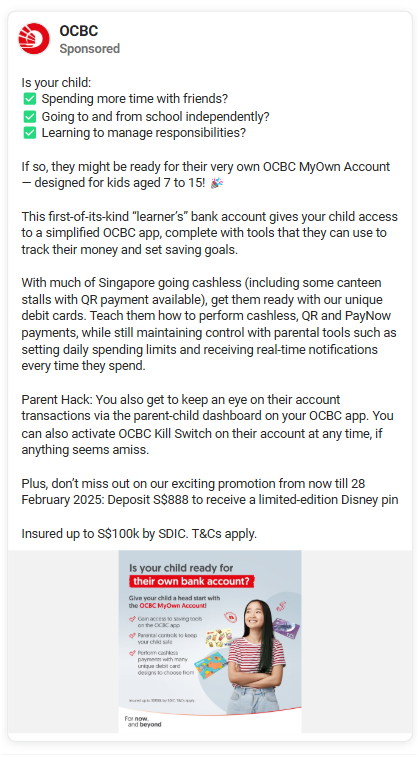 OCBC
Sponsored
Is your child:
✅ Spending more time with friends?
✅ Going to and from school independently?
✅ Learning to manage responsibilities?
If so, they might be ready for their very own OCBC MyOwn Account
— designed for kids aged 7 to 15! 🎉
This first-of-its-kind “learner’s” bank account gives your child access
to a simplified OCBC app, complete with tools that they can use to
track their money and set saving goals.
With much of Singapore going cashless (including some canteen
stalls with QR payment available), get them ready with our unique
debit cards. Teach them how to perform cashless, QR and PayNow
payments, while still maintaining control with parental tools such as
setting daily spending limits and receiving real-time notifications
every time they spend.
Parent Hack: You also get to keep an eye on their account
transactions via the parent-child dashboard on your OCBC app. You
can also activate OCBC Kill Switch on their account at any time, if
anything seems amiss.
Plus, don’t miss out on our exciting promotion from now till 28
February 2025: Deposit S$888 to receive a limited-edition Disney pin
Insured up to S$100k by SDIC. T&Cs apply.
Is your child ready for
their own bank account?
Give your child a head start with
the OCBC MyOwn Account!
Gain access to saving tools
on the OCBC app
Parental controls to keep
your child safe
Perform cashless
payments with many
unique debit card
designs to choose from
Insured up to S$100k by SDIC. T&Cs apply.
For now,
and beyond